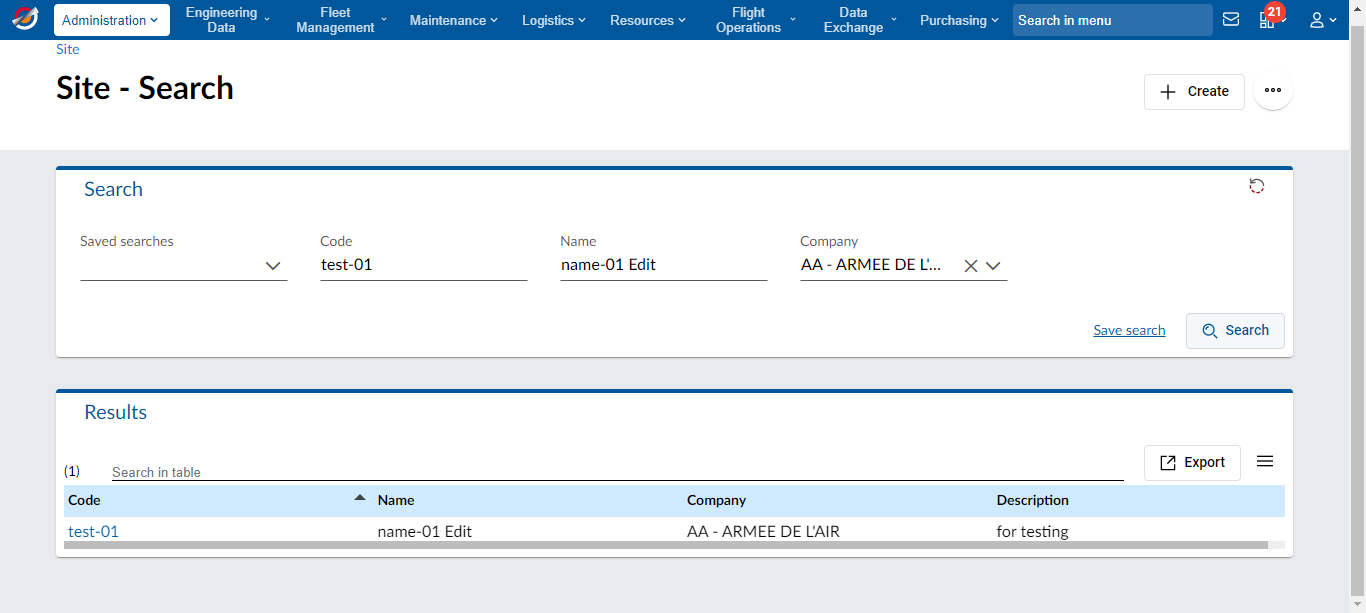 Administration
Engineering Data
Fleet Management
Maintenance
Logistics
Resources
Flight Operations
Data Exchange
Purchasing
Search in menu
21
Site
Site - Search
Create
Search
Saved searches
Code
Name
Company
test-01
name-01 Edit
AA - ARMEE DE L'...
Save search
Search
Results
(1)
Search in table
Export
Code Name Company Description
test-01 name-01 Edit AA - ARMEE DE L'AIR for testing